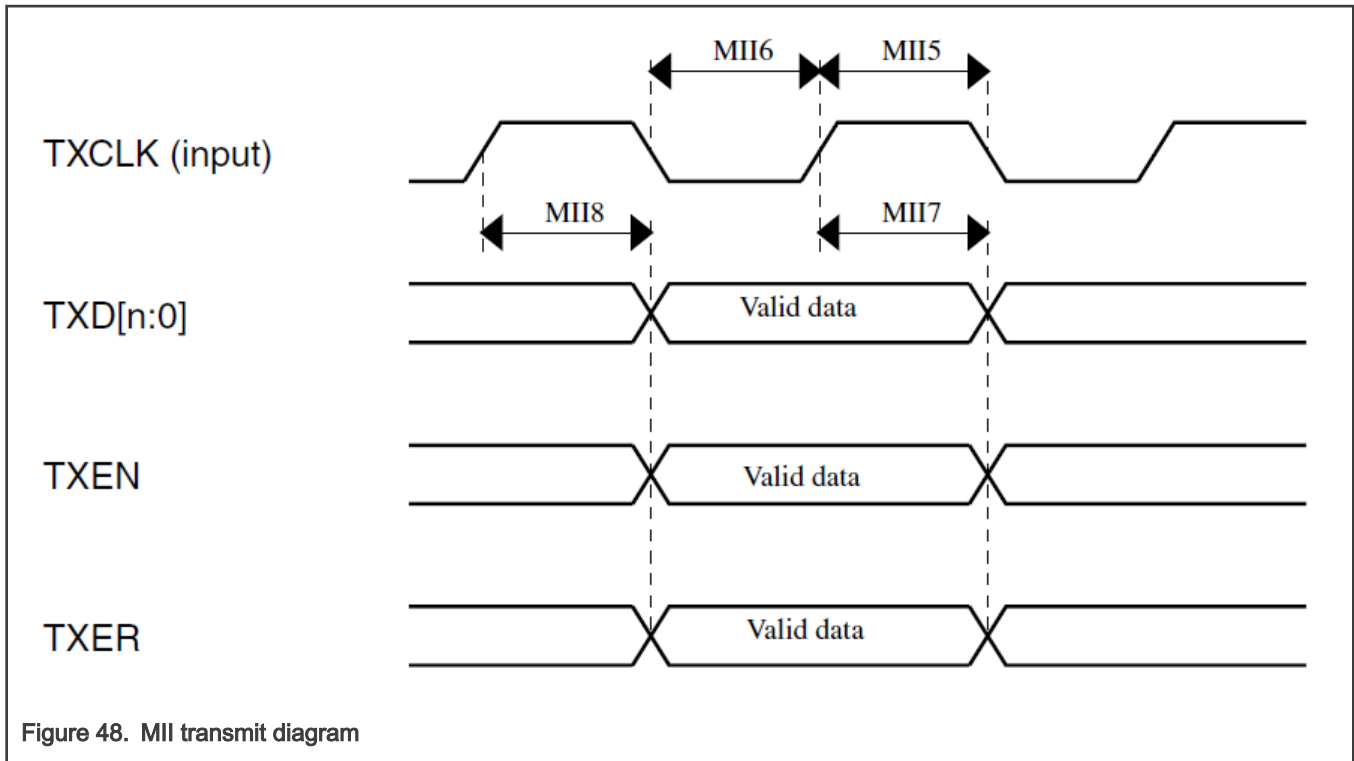 MII6 MII5
TXCLK (input)
MII8 MII7
TXD[n:0] Valid data
TXEN Valid data
TXER Valid data
Figure 48. MII transmit diagram